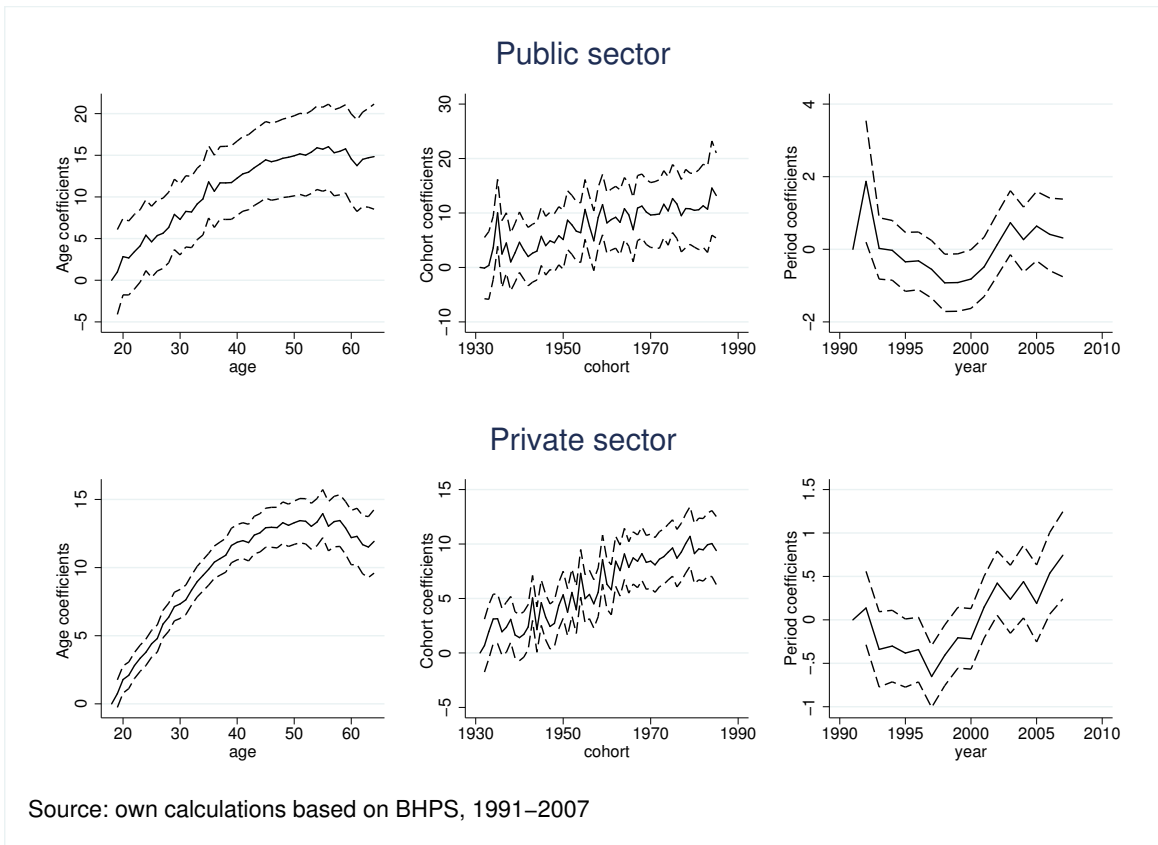 Public sector
Age coefficients
−5 0 5 10 15 20
20 30 40 50 60
age
Cohort coefficients
−10 0 10 20 30
1930 1950 1970 1990
cohort
Period coefficients
−2 0 2 4
1990 1995 2000 2005 2010
year
Private sector
Age coefficients
0 5 10 15
20 30 40 50 60
age
Cohort coefficients
−5 0 5 10 15
1930 1950 1970 1990
cohort
Period coefficients
−1 −.5 0 .5 1 1.5
1990 1995 2000 2005 2010
year
Source: own calculations based on BHPS, 1991−2007